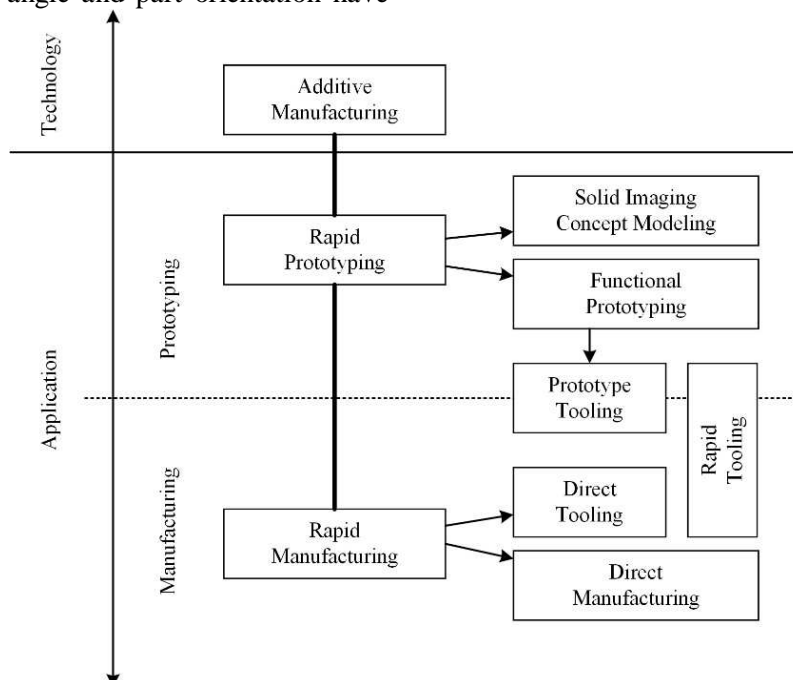 angle and part orientation have
Technology
Additive
Manufacturing
Solid Imaging
Concept Modeling
Rapid
Prototyping
Prototyping
Functional
Prototyping
Application
Prototype
Tooling
Rapid
Tooling
Manufacturing
Direct
Tooling
Rapid
Manufacturing
Direct
Manufacturing